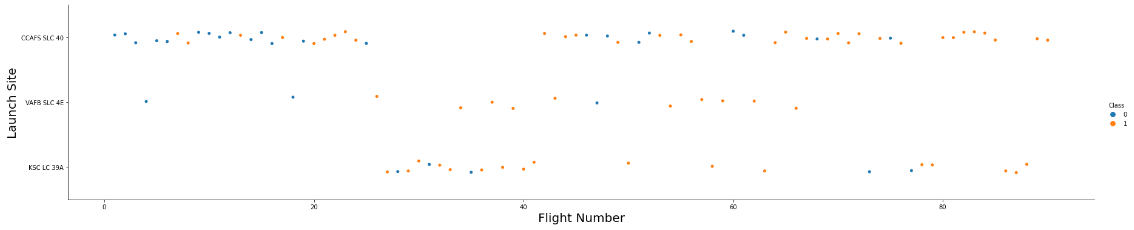 CCAFS SLC 40
VAFB SLC 4E
KSC LC 39A
Launch Site
0 20 40 60 80
Flight Number
Class
0
1